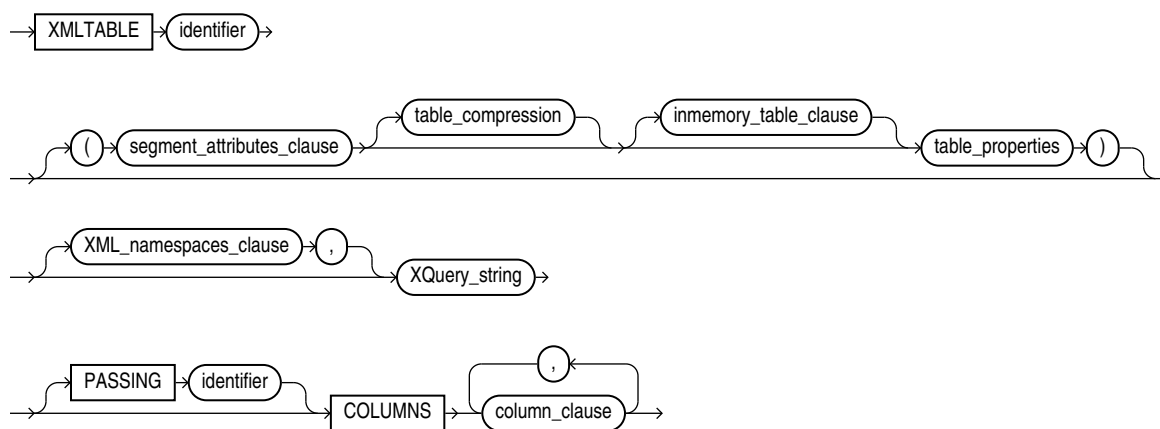 XMLTABLE identifier
table_compression inmemory_table_clause
( segment_attributes_clause table_properties )
XML_namespaces_clause ,
XQuery_string
PASSING identifier ,
COLUMNS column_clause